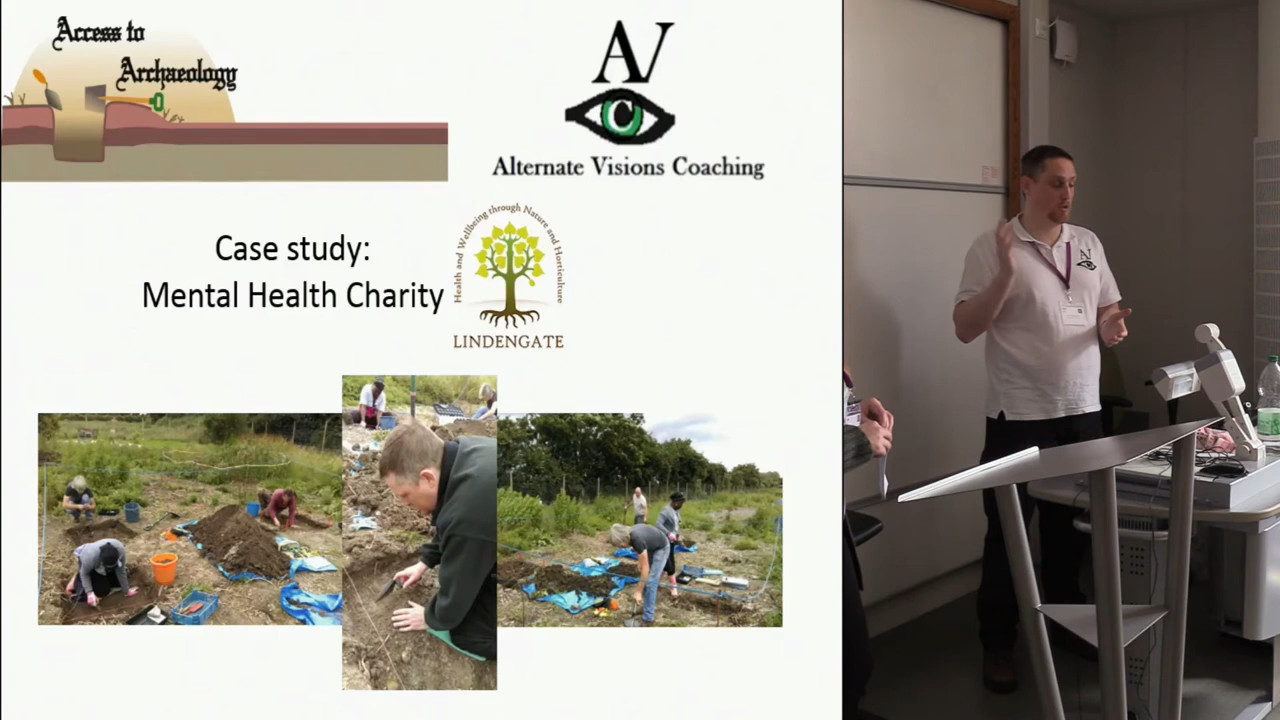 Access to
Archaeology
AV
C
Alternate Visions Coaching
Health and Wellbeing through Nature and Horticulture
Case study:
Mental Health Charity
LINDENGATE
AV